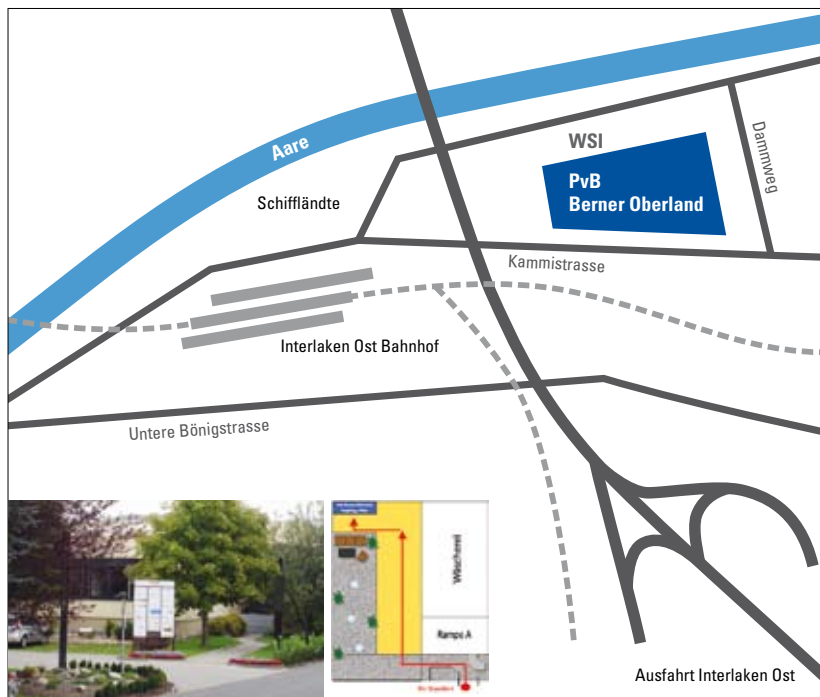 Aare
WSI
PvB
Berner Oberland
Dammweg
Schiffländte
Kammistrasse
Interlaken Ost Bahnhof
Untere Bönigstrasse
Wäscherei
Rampe A
Ausfahrt Interlaken Ost